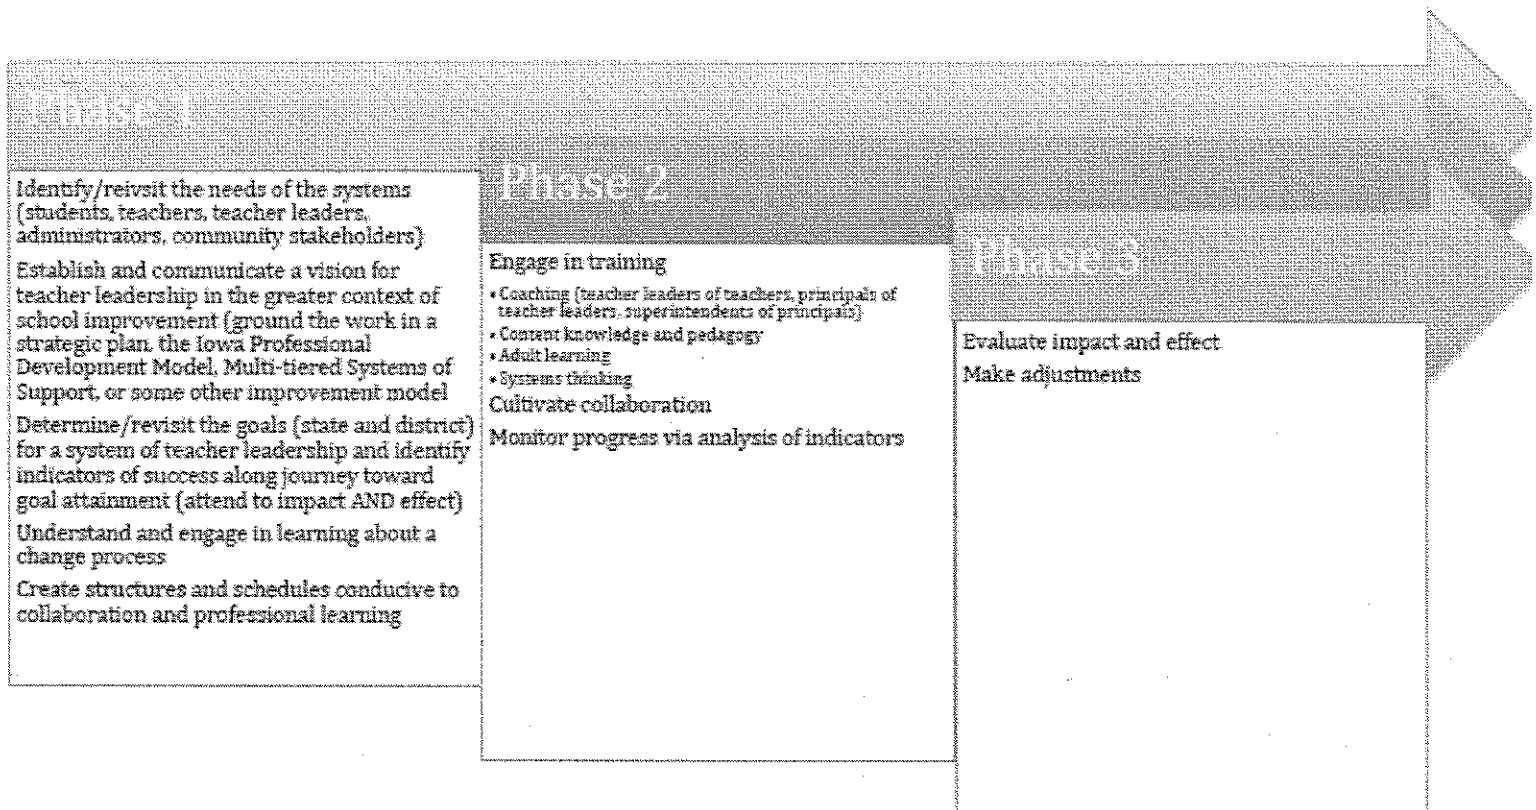 Phase 1
Identify/reivsit the needs of the systems
(students, teachers, teacher leaders,
administrators, community stakeholders)
Establish and communicate a vision for
teacher leadership in the greater context of
school improvement (ground the work in a
strategic plan, the Iowa Professional
Development Model, Multi-tiered Systems of
Support, or some other improvement model
Determine/revisit the goals (state and district)
for a system of teacher leadership and identify
indicators of success along journey toward
goal attainment (attend to impact AND effect)
Understand and engage in learning about a
change process
Create structures and schedules conducive to
collaboration and professional learning
Phase 2
Engage in training
• Coaching (teacher leaders of teachers, principals of
teacher leaders, superintendents of principals)
• Content knowledge and pedagogy
• Adult learning
• Systems thinking
Cultivate collaboration
Monitor progress via analysis of indicators
Phase 3
Evaluate impact and effect
Make adjustments